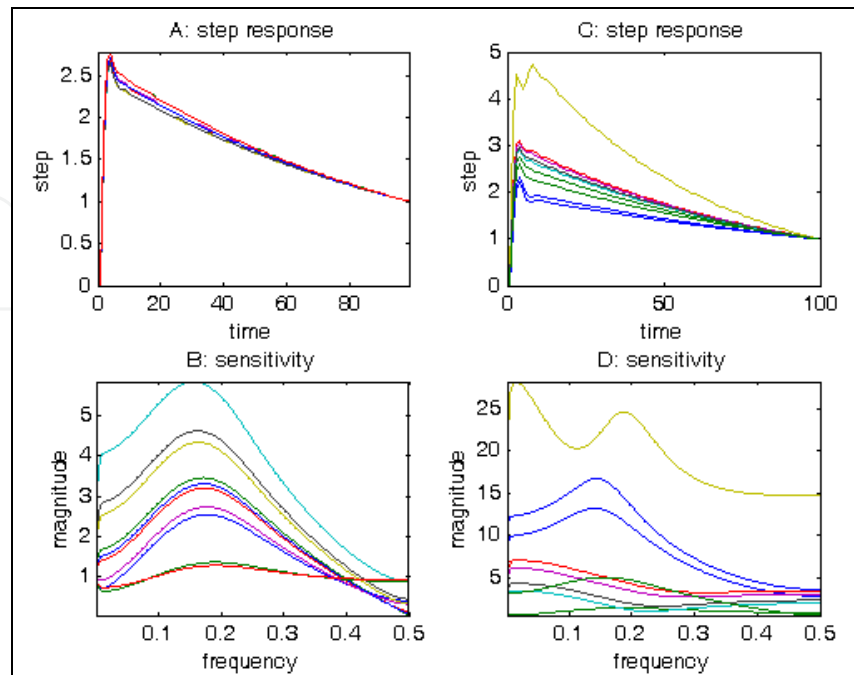 A: step response
2.5
2
1.5
1
0.5
0
step
0 20 40 60 80
time
C: step response
5
4
3
2
1
0
step
0 50 100
time
B: sensitivity
5
4
3
2
1
magnitude
0.1 0.2 0.3 0.4 0.5
frequency
D: sensitivity
25
20
15
10
5
magnitude
0.1 0.2 0.3 0.4 0.5
frequency